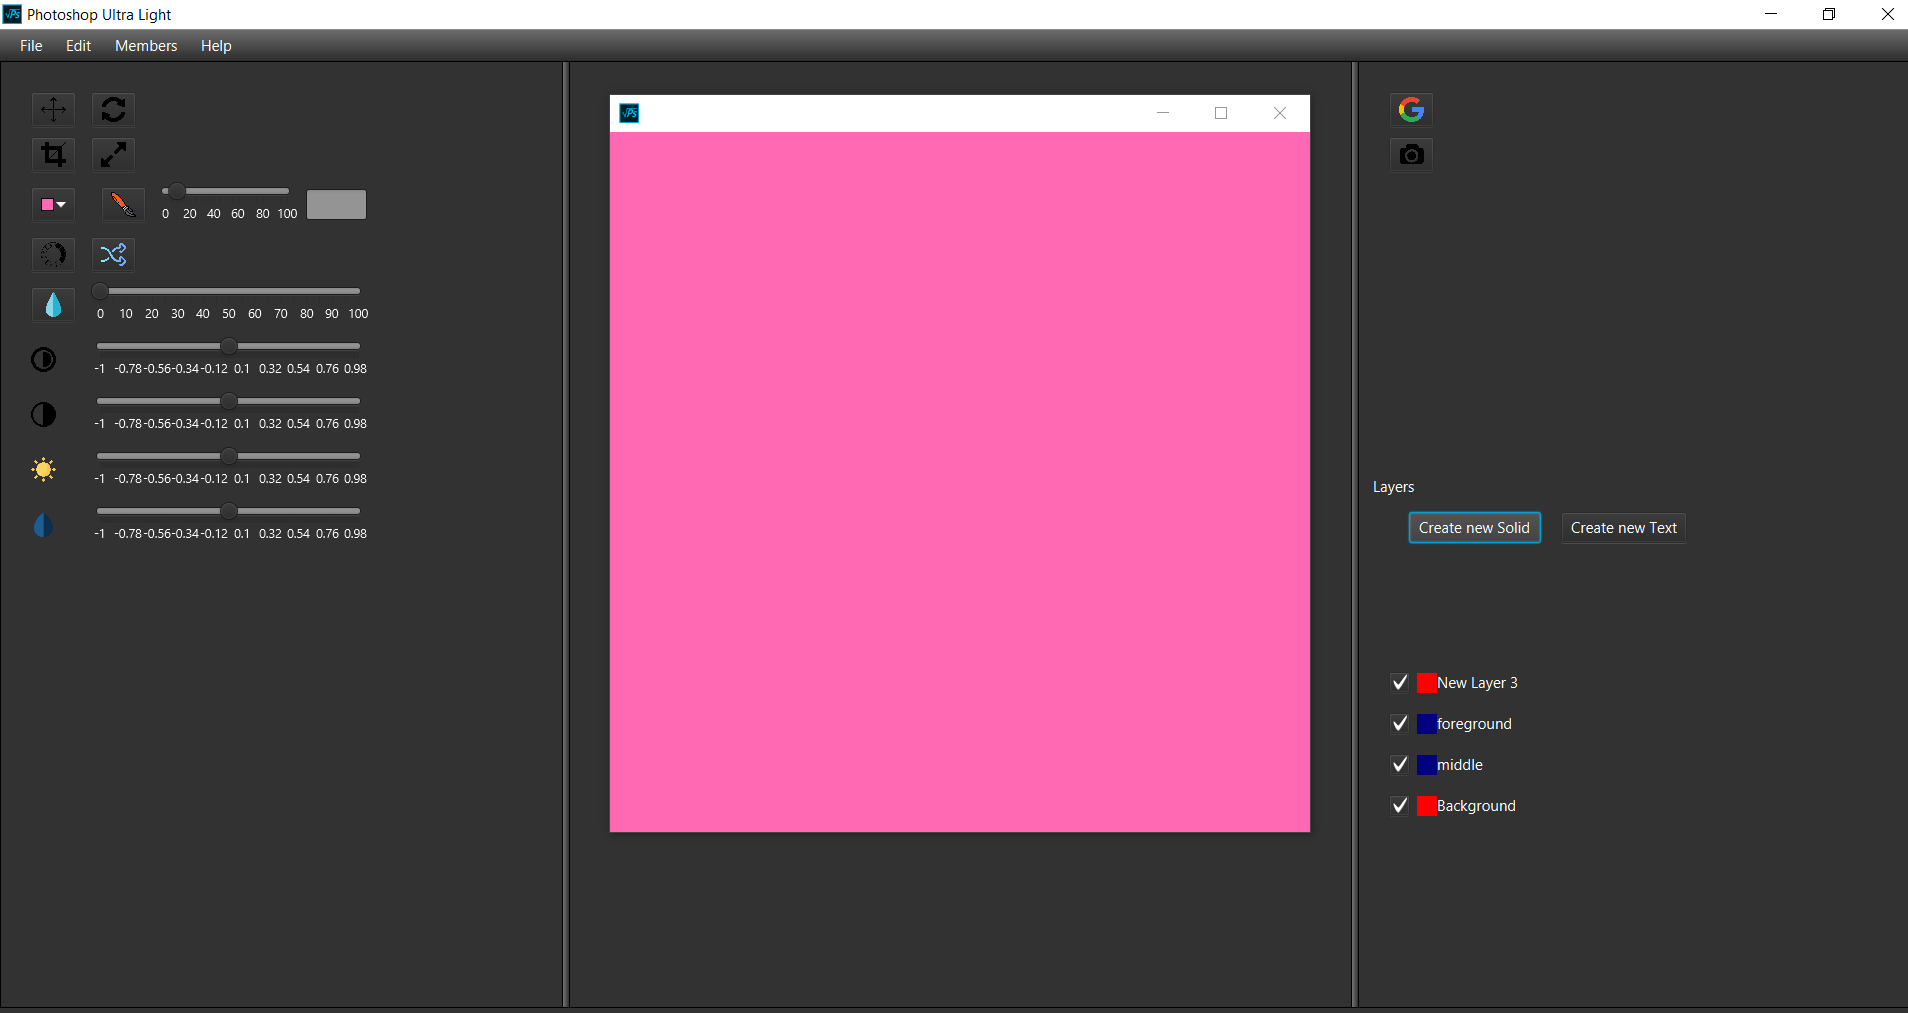 Photoshop Ultra Light
File Edit Members Help
0 20 40 60 80 100
0 10 20 30 40 50 60 70 80 90 100
-1 -0.78 -0.56 -0.34 -0.12 0.1 0.32 0.54 0.76 0.98
-1 -0.78 -0.56 -0.34 -0.12 0.1 0.32 0.54 0.76 0.98
-1 -0.78 -0.56 -0.34 -0.12 0.1 0.32 0.54 0.76 0.98
-1 -0.78 -0.56 -0.34 -0.12 0.1 0.32 0.54 0.76 0.98
√Ps
Layers
Create new Solid Create new Text
New Layer 3
foreground
middle
Background